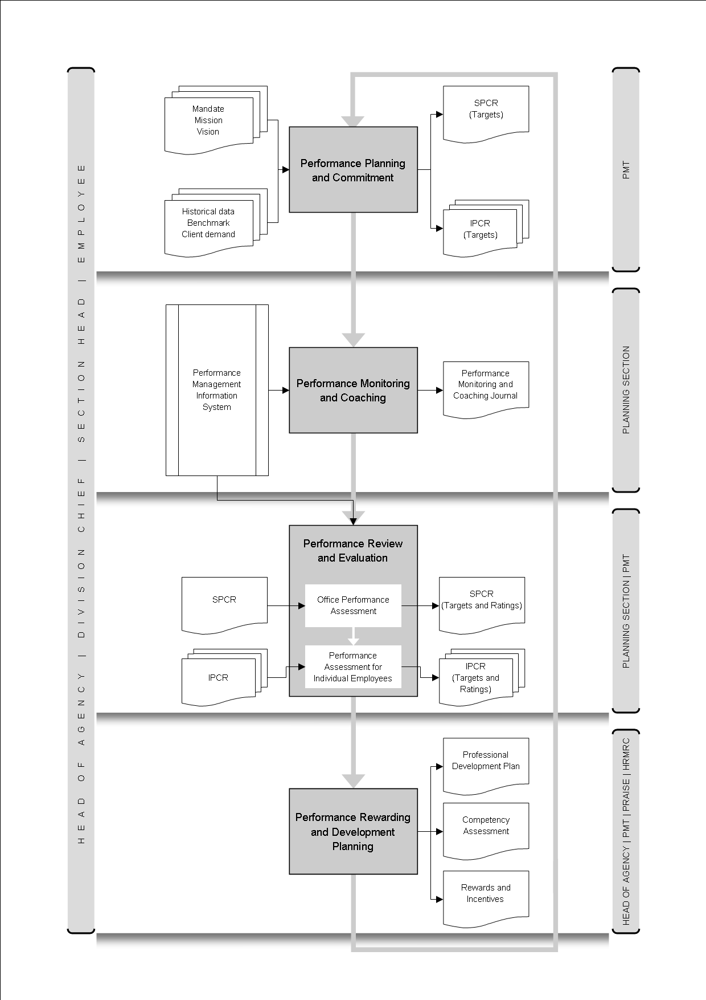 HEAD OF AGENCY | DIVISION CHIEF | SECTION HEAD | EMPLOYEE
Mandate
Mission
Vision
Historical data
Benchmark
Client demand
Performance Planning
and Commitment
SPCR
(Targets)
IPCR
(Targets)
PMT
Performance
Management
Information
System
Performance Monitoring
and Coaching
Performance
Monitoring and
Coaching Journal
PLANNING SECTION
Performance Review
and Evaluation
SPCR
Office Performance
Assessment
SPCR
(Targets and Ratings)
IPCR
Performance
Assessment for
Individual Employees
IPCR
(Targets and
Ratings)
PLANNING SECTION | PMT
Performance Rewarding
and Development
Planning
Professional
Development Plan
Competency
Assessment
Rewards and
Incentives
HEAD OF AGENCY | PMT | PRAISE | HRMRC